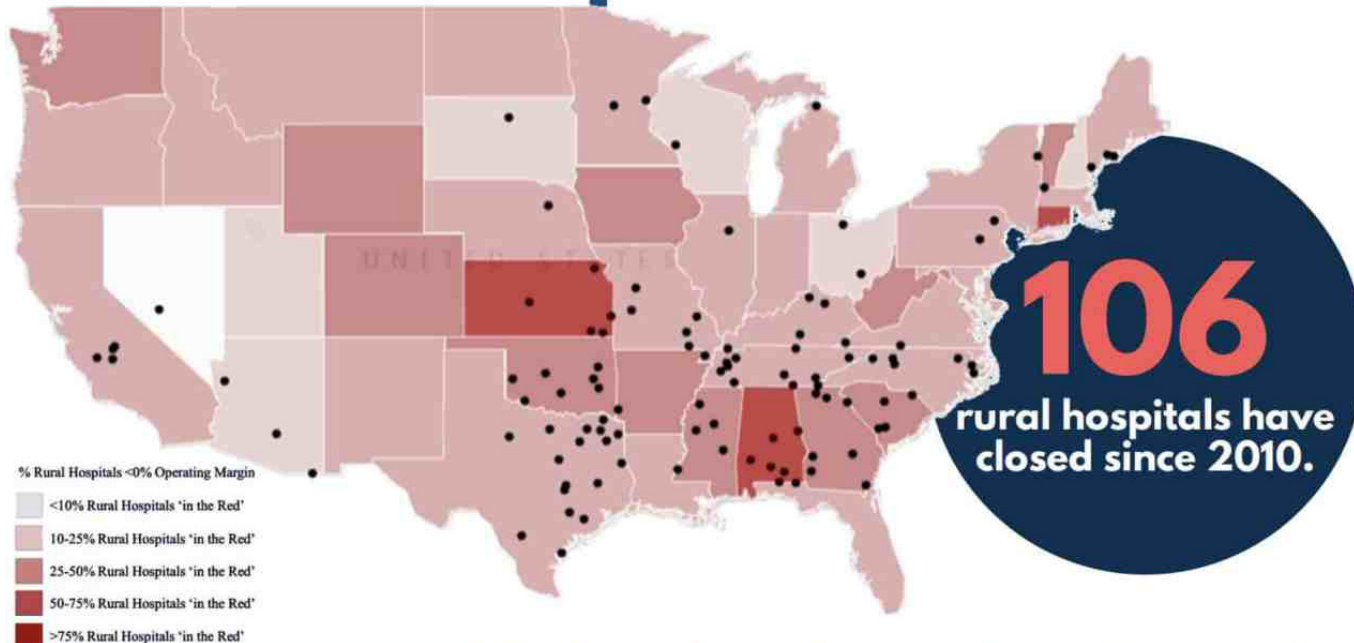 UNITED STATES
106
rural hospitals have
closed since 2010.
% Rural Hospitals <0% Operating Margin
<10% Rural Hospitals 'in the Red'
10-25% Rural Hospitals 'in the Red'
25-50% Rural Hospitals 'in the Red'
50-75% Rural Hospitals 'in the Red'
>75% Rural Hospitals 'in the Red'